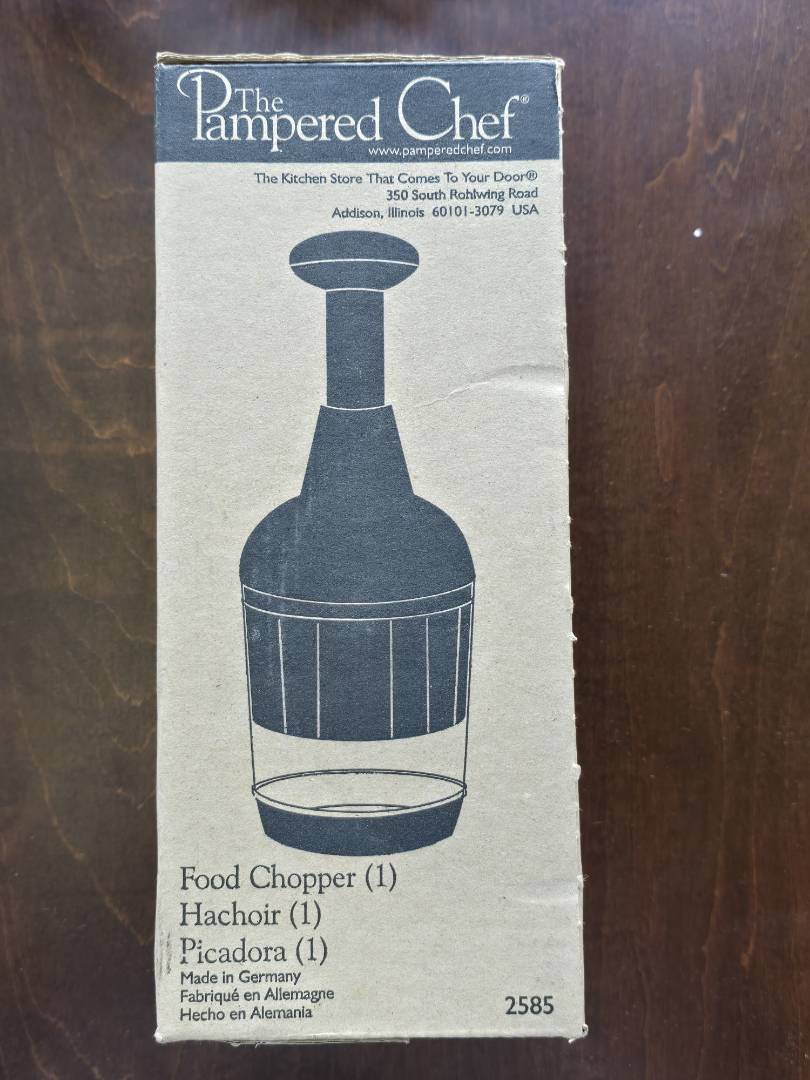 The Pampered Chef®
www.pamperedchef.com
The Kitchen Store That Comes To Your Door®
350 South Rohlwing Road
Addison, Illinois 60101-3079 USA
Food Chopper (1)
Hachoir (1)
Picadora (1)
Made in Germany
Fabriqué en Allemagne
Hecho en Alemania
2585